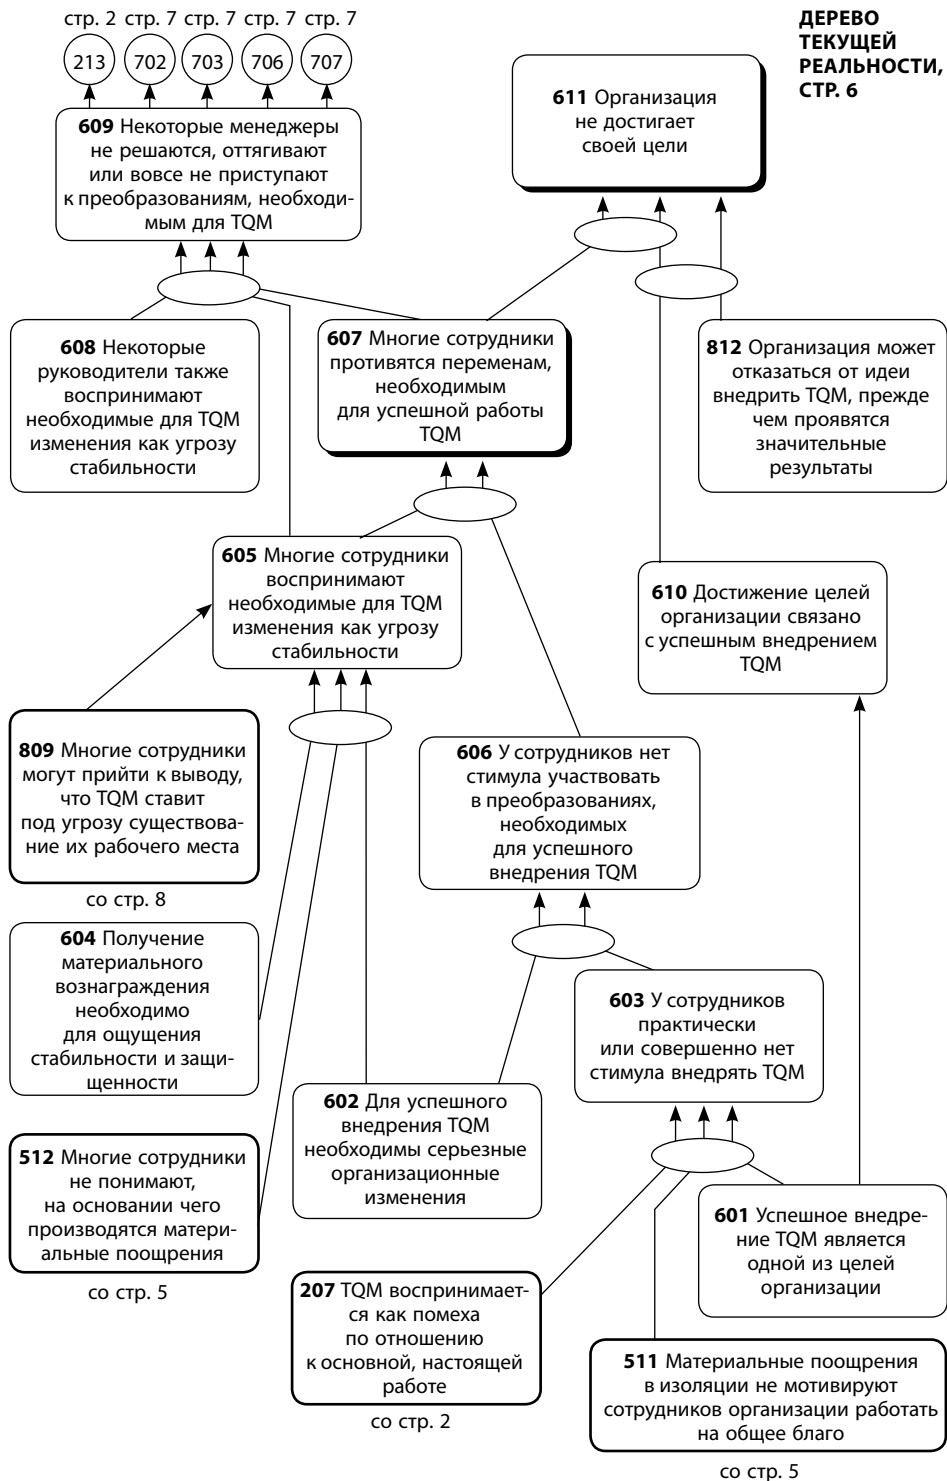 стр. 2 стр. 7 стр. 7 стр. 7 стр. 7
213 702 703 706 707
ДЕРЕВО
ТЕКУЩЕЙ
РЕАЛЬНОСТИ,
СТР. 6
609 Некоторые менеджеры
не решаются, оттягивают
или вовсе не приступают
к преобразованиям, необходи-
мым для TQM
611 Организация
не достигает
своей цели
608 Некоторые
руководители также
воспринимают
необходимые для TQM
изменения как угрозу
стабильности
607 Многие сотрудники
противятся переменам,
необходимым
для успешной работы
TQM
812 Организация может
отказаться от идеи
внедрить TQM, прежде
чем проявятся
значительные
результаты
605 Многие сотрудники
воспринимают
необходимые для TQM
изменения как угрозу
стабильности
610 Достижение целей
организации связано
с успешным внедрением
TQM
809 Многие сотрудники
могут прийти к выводу,
что TQM ставит
под угрозу существова-
ние их рабочего места
со стр. 8
606 У сотрудников нет
стимула участвовать
в преобразованиях,
необходимых
для успешного
внедрения TQM
604 Получение
материального
вознаграждения
необходимо
для ощущения
стабильности и защи-
щенности
603 У сотрудников
практически
или совершенно нет
стимула внедрять TQM
602 Для успешного
внедрения TQM
необходимы серьезные
организационные
изменения
512 Многие сотрудники
не понимают,
на основании чего
производятся матери-
альные поощрения
со стр. 5
601 Успешное внедре-
ние TQM является
одной из целей
организации
207 TQM воспринимает-
ся как помеха
по отношению
к основной, настоящей
работе
со стр. 2
511 Материальные поощрения
в изоляции не мотивируют
сотрудников организации работать
на общее благо
со стр. 5